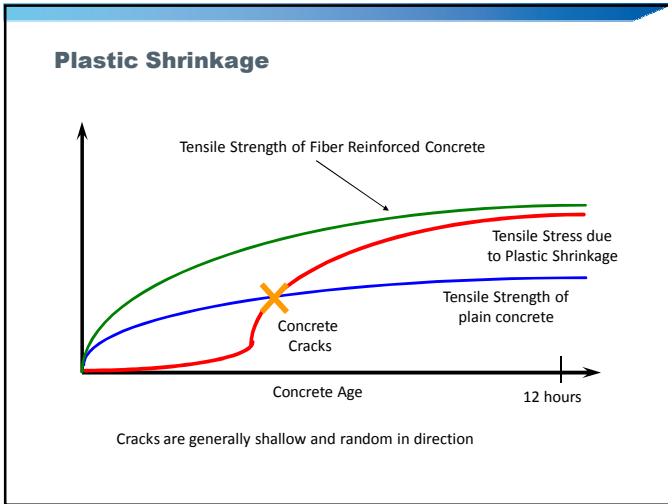 Plastic Shrinkage
Tensile Strength of Fiber Reinforced Concrete
Tensile Stress due
to Plastic Shrinkage
Tensile Strength of
plain concrete
Concrete
Cracks
Concrete Age
12 hours
Cracks are generally shallow and random in direction